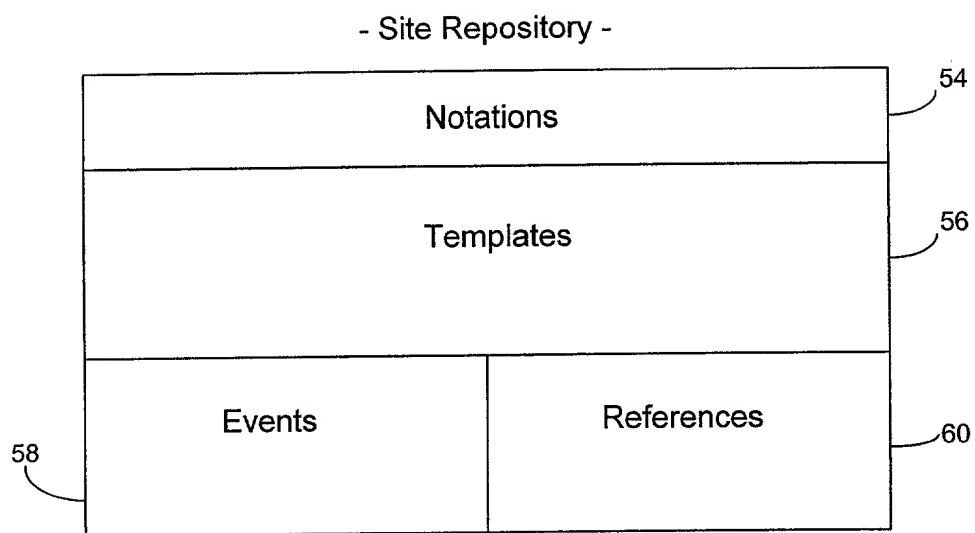 - Site Repository -
54
Notations
56
Templates
Events
References
58
60